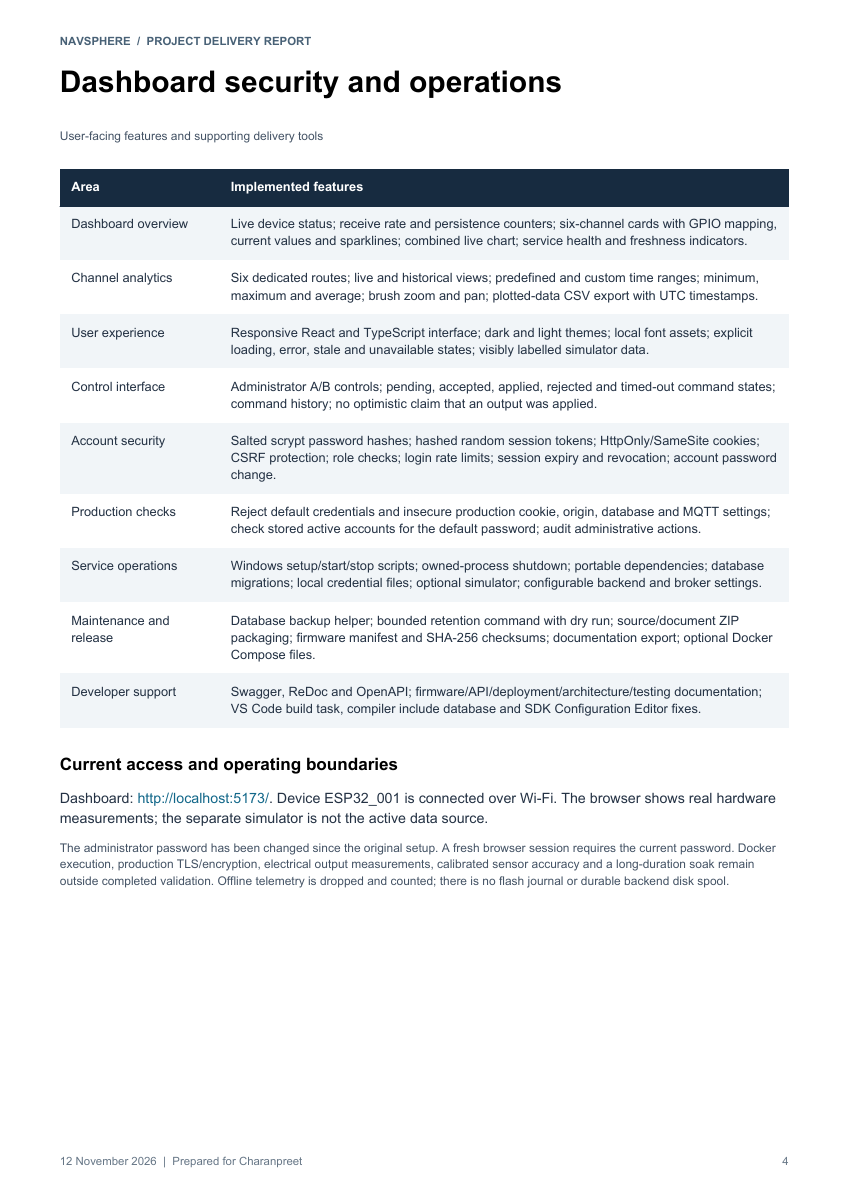 NAVSPHERE / PROJECT DELIVERY REPORT
Dashboard security and operations
User-facing features and supporting delivery tools
Area Implemented features
Dashboard overview Live device status; receive rate and persistence counters; six-channel cards with GPIO mapping,
current values and sparklines; combined live chart; service health and freshness indicators.
Channel analytics Six dedicated routes; live and historical views; predefined and custom time ranges; minimum,
maximum and average; brush zoom and pan; plotted-data CSV export with UTC timestamps.
User experience Responsive React and TypeScript interface; dark and light themes; local font assets; explicit
loading, error, stale and unavailable states; visibly labelled simulator data.
Control interface Administrator A/B controls; pending, accepted, applied, rejected and timed-out command states;
command history; no optimistic claim that an output was applied.
Account security Salted scrypt password hashes; hashed random session tokens; HttpOnly/SameSite cookies;
CSRF protection; role checks; login rate limits; session expiry and revocation; account password
change.
Production checks Reject default credentials and insecure production cookie, origin, database and MQTT settings;
check stored active accounts for the default password; audit administrative actions.
Service operations Windows setup/start/stop scripts; owned-process shutdown; portable dependencies; database
migrations; local credential files; optional simulator; configurable backend and broker settings.
Maintenance and Database backup helper; bounded retention command with dry run; source/document ZIP
release packaging; firmware manifest and SHA-256 checksums; documentation export; optional Docker
Compose files.
Developer support Swagger, ReDoc and OpenAPI; firmware/API/deployment/architecture/testing documentation;
VS Code build task, compiler include database and SDK Configuration Editor fixes.
Current access and operating boundaries
Dashboard: http://localhost:5173/. Device ESP32_001 is connected over Wi-Fi. The browser shows real hardware
measurements; the separate simulator is not the active data source.
The administrator password has been changed since the original setup. A fresh browser session requires the current password. Docker
execution, production TLS/encryption, electrical output measurements, calibrated sensor accuracy and a long-duration soak remain
outside completed validation. Offline telemetry is dropped and counted; there is no flash journal or durable backend disk spool.
12 November 2026 | Prepared for Charanpreet 4